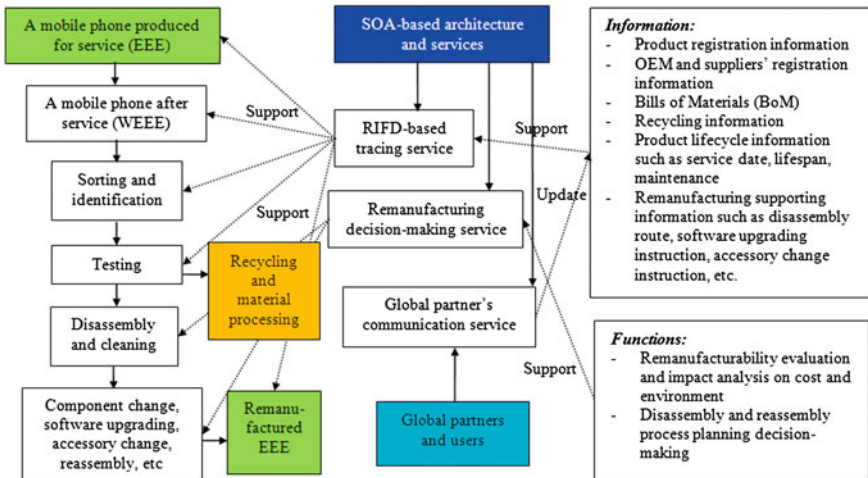 A mobile phone produced
for service (EEE)
SOA-based architecture
and services
A mobile phone after
service (WEEE)
Support
RIFD-based
tracing service
Support
Sorting and
identification
Support
Remanufacturing
decision-making service
Update
Testing
Recycling
and
material
processing
Disassembly
and cleaning
Global partner's
communication service
Support
Component change,
software upgrading,
accessory change,
reassembly, etc
Remanu-
factured
EEE
Global partners
and users
Information:
- Product registration information
- OEM and suppliers' registration
information
- Bills of Materials (BoM)
- Recycling information
- Product lifecycle information
such as service date, lifespan,
maintenance
- Remanufacturing supporting
information such as disassembly
route, software upgrading
instruction, accessory change
instruction, etc.
Functions:
- Remanufacturability evaluation
and impact analysis on cost and
environment
- Disassembly and reassembly
process planning decision-
making